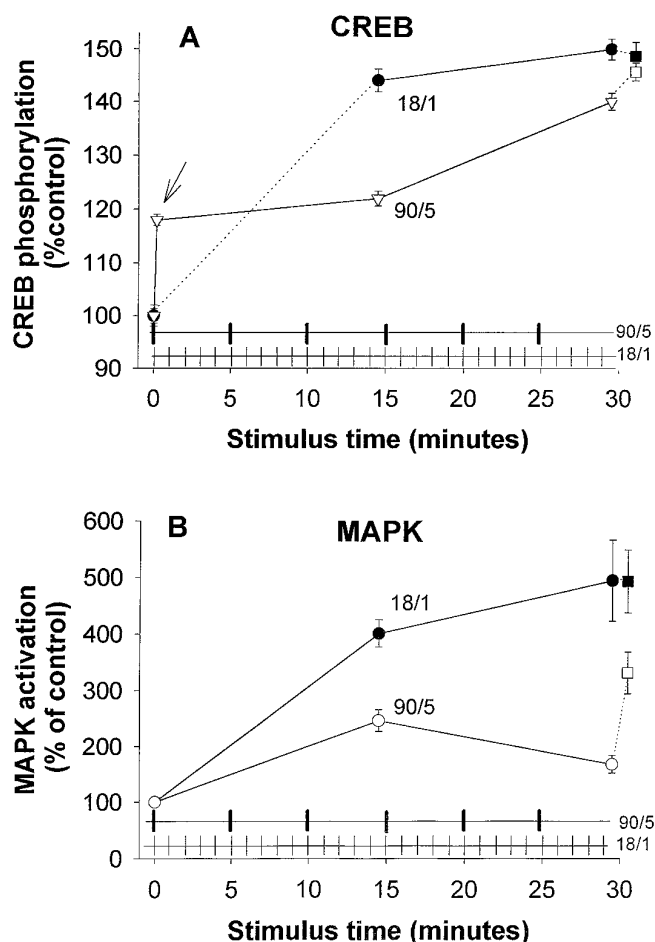 A
CREB
CREB phosphorylation
(%control)
150
140
130
120
110
100
90
18/1
90/5
90/5
18/1
0 5 10 15 20 25 30
Stimulus time (minutes)
B
MAPK
MAPK activation
(% of control)
600
500
400
300
200
100
0
18/1
90/5
90/5
18/1
0 5 10 15 20 25 30
Stimulus time (minutes)